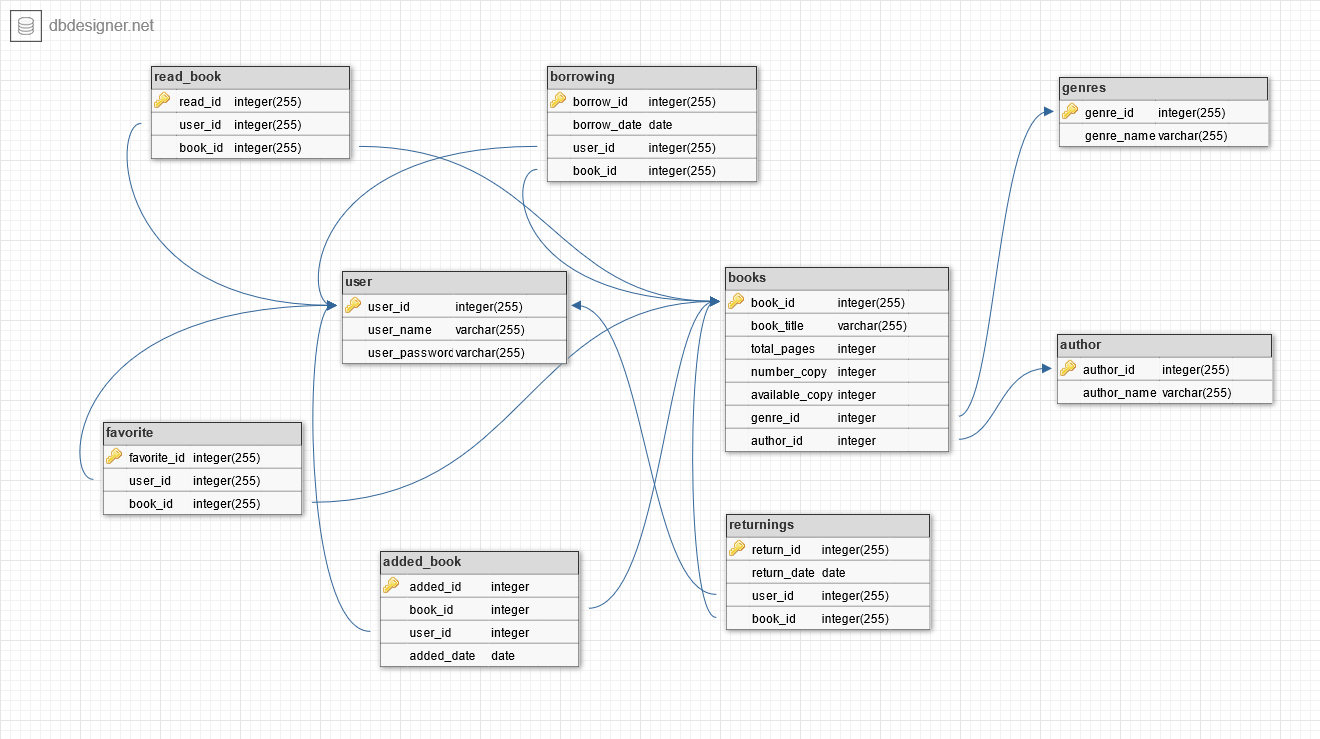 dbdesigner.net
read_book
read_id integer(255)
user_id integer(255)
book_id integer(255)
borrowing
borrow_id integer(255)
borrow_date date
user_id integer(255)
book_id integer(255)
genres
genre_id integer(255)
genre_name varchar(255)
user
user_id integer(255)
user_name varchar(255)
user_password varchar(255)
books
book_id integer(255)
book_title varchar(255)
total_pages integer
number_copy integer
available_copy integer
genre_id integer
author_id integer
author
author_id integer(255)
author_name varchar(255)
favorite
favorite_id integer(255)
user_id integer(255)
book_id integer(255)
added_book
added_id integer
book_id integer
user_id integer
added_date date
returnings
return_id integer(255)
return_date date
user_id integer(255)
book_id integer(255)